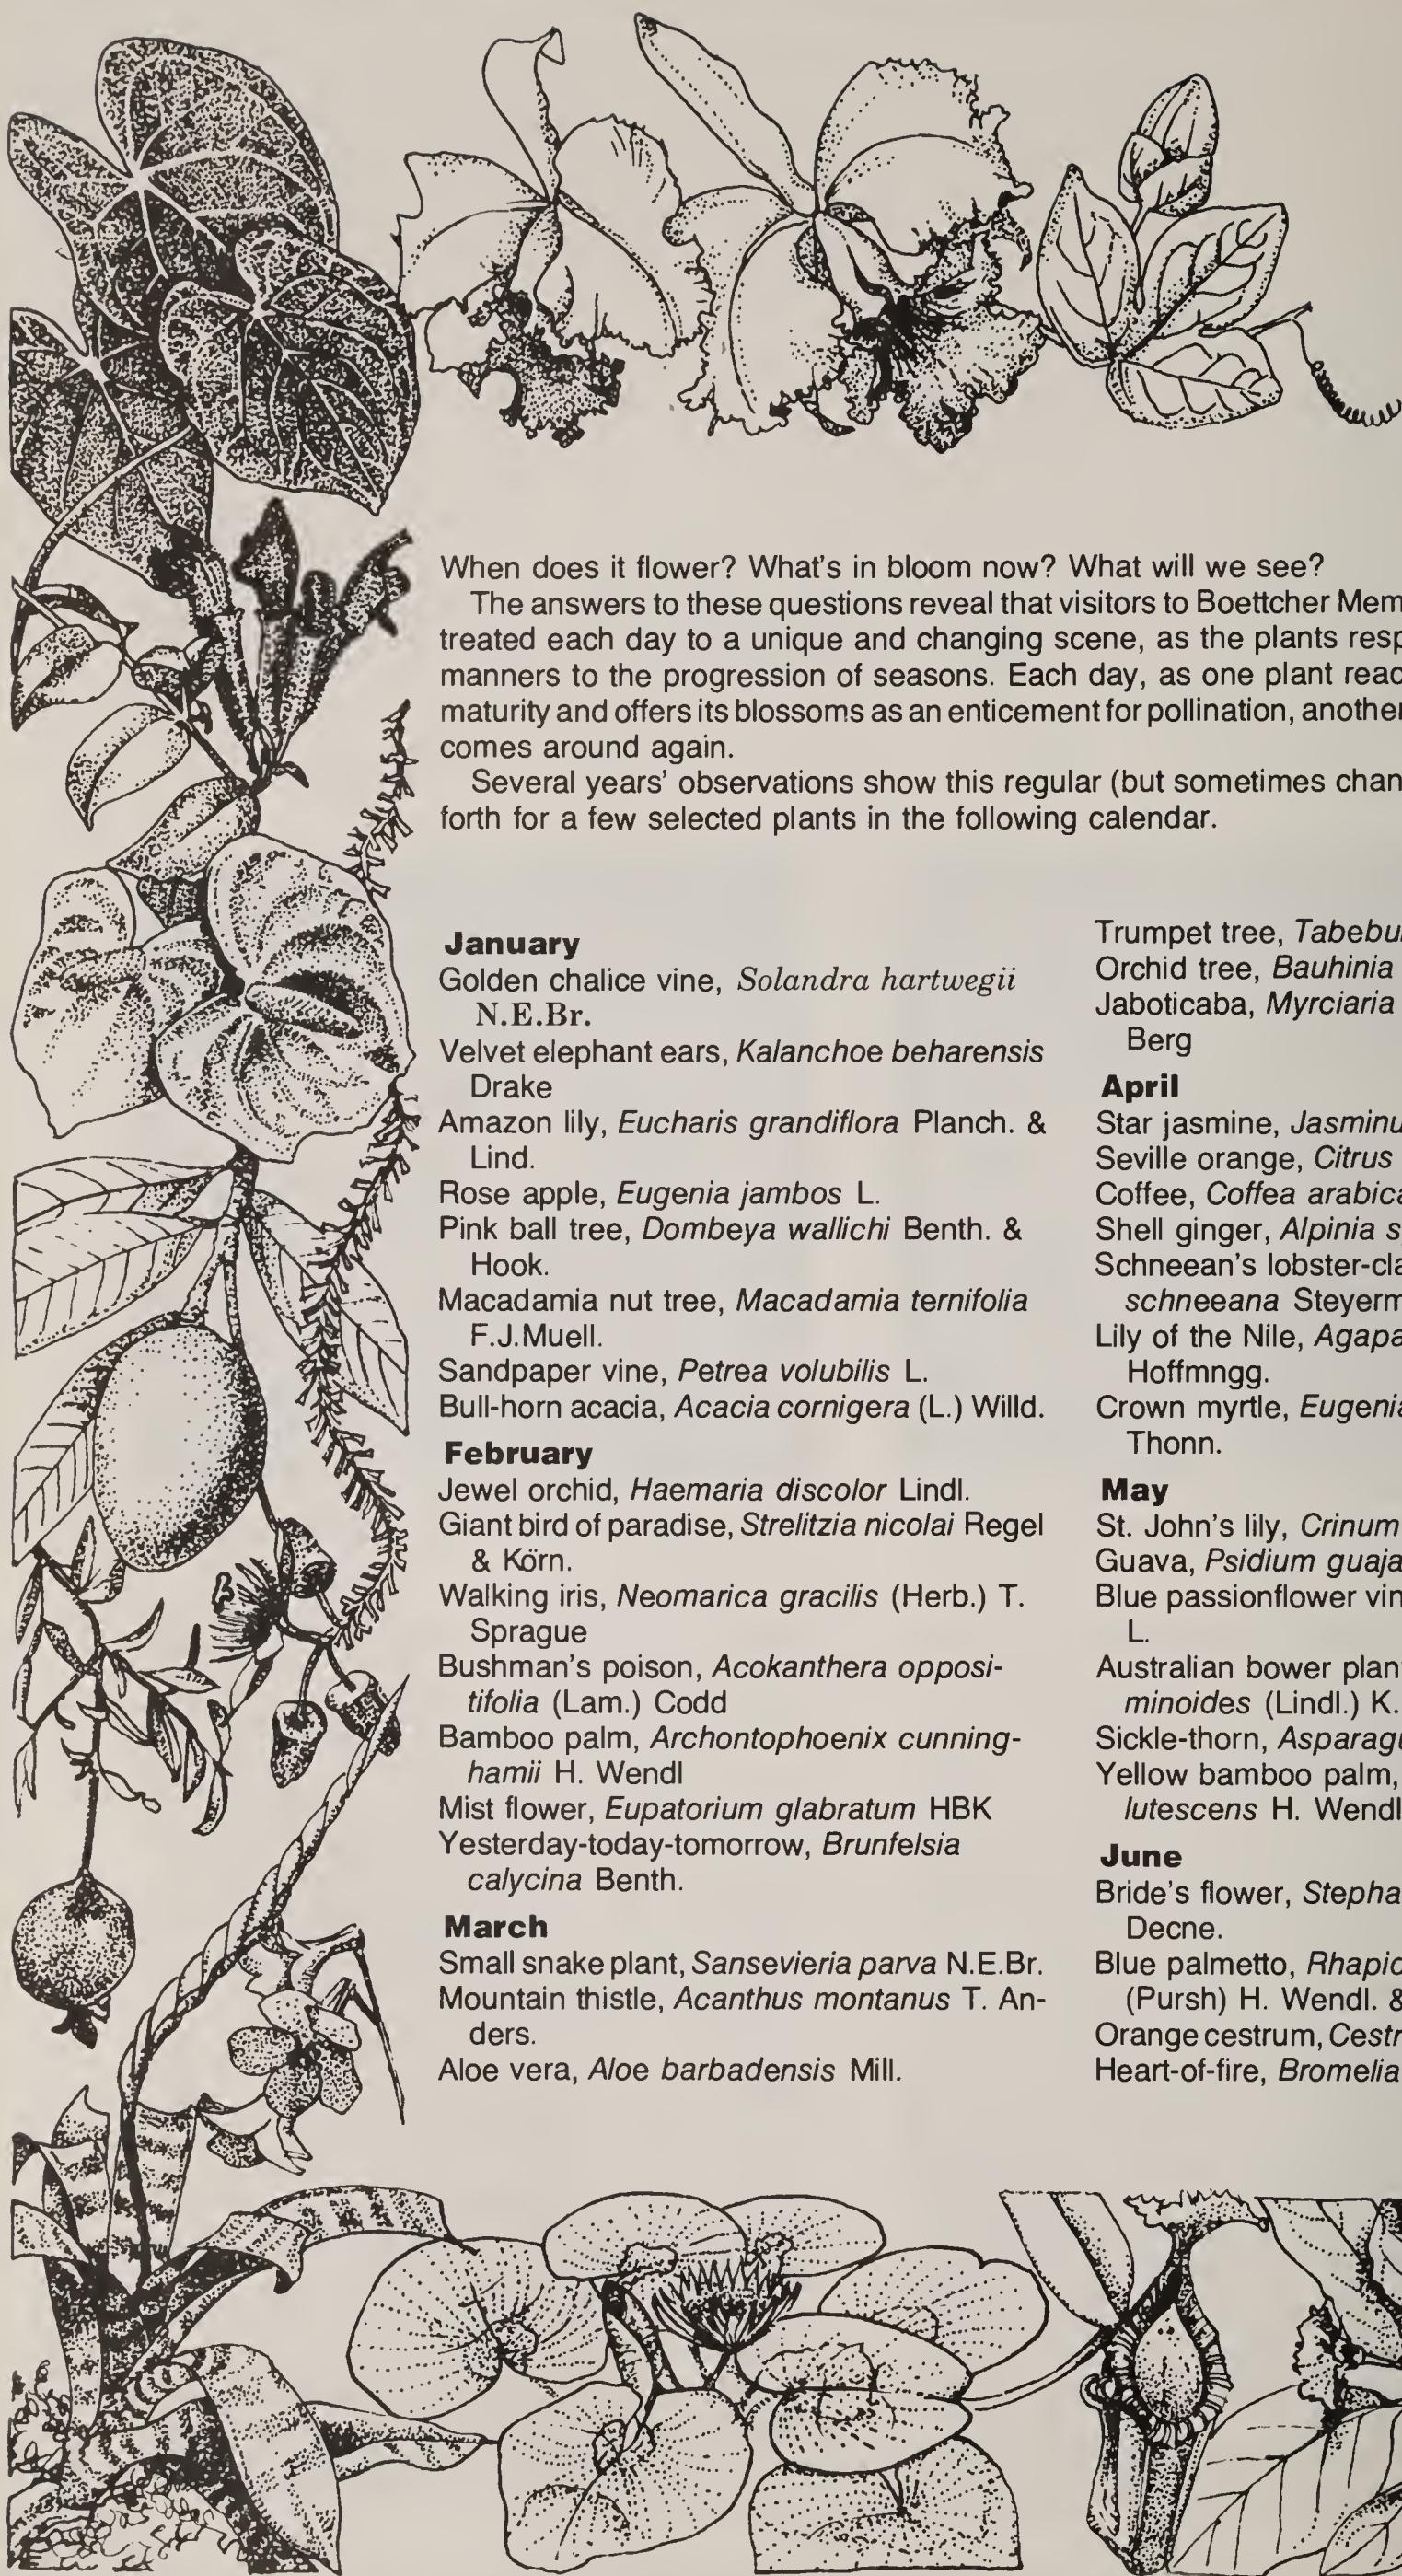 When does it flower? What's in bloom now? What will we see?
The answers to these questions reveal that visitors to Boettcher Mem
treated each day to a unique and changing scene, as the plants resp
manners to the progression of seasons. Each day, as one plant reac
maturity and offers its blossoms as an enticement for pollination, another
comes around again.
Several years' observations show this regular (but sometimes chan
forth for a few selected plants in the following calendar.
January
Golden chalice vine, Solandra hartwegii
N.E.Br.
Velvet elephant ears, Kalanchoe beharensis
Drake
Amazon lily, Eucharis grandiflora Planch. &
Lind.
Rose apple, Eugenia jambos L.
Pink ball tree, Dombeya wallichi Benth. &
Hook.
Macadamia nut tree, Macadamia ternifolia
F.J.Muell.
Sandpaper vine, Petrea volubilis L.
Bull-horn acacia, Acacia cornigera (L.) Willd.
February
Jewel orchid, Haemaria discolor Lindl.
Giant bird of paradise, Strelitzia nicolai Regel
& Körn.
Walking iris, Neomarica gracilis (Herb.) T.
Sprague
Bushman's poison, Acokanthera opposi-
tifolia (Lam.) Codd
Bamboo palm, Archontophoenix cunning-
hamii H. Wendl
Mist flower, Eupatorium glabratum HBK
Yesterday-today-tomorrow, Brunfelsia
calycina Benth.
March
Small snake plant, Sansevieria parva N.E.Br.
Mountain thistle, Acanthus montanus T. An-
ders.
Aloe vera, Aloe barbadensis Mill.
Trumpet tree, Tabebu
Orchid tree, Bauhinia
Jaboticaba, Myrciaria
Berg
April
Star jasmine, Jasminu
Seville orange, Citrus
Coffee, Coffea arabica
Shell ginger, Alpinia s
Schneean's lobster-cla
schneeana Steyerm
Lily of the Nile, Agapa
Hoffmngg.
Crown myrtle, Eugenia
Thonn.
May
St. John's lily, Crinum
Guava, Psidium guaja
Blue passionflower vin
L.
Australian bower plan
minoides (Lindl.) K.
Sickle-thorn, Asparagu
Yellow bamboo palm,
lutescens H. Wendl
June
Bride's flower, Stepha
Decne.
Blue palmetto, Rhapid
(Pursh) H. Wendl. &
Orange cestrum, Cestr
Heart-of-fire, Bromelia